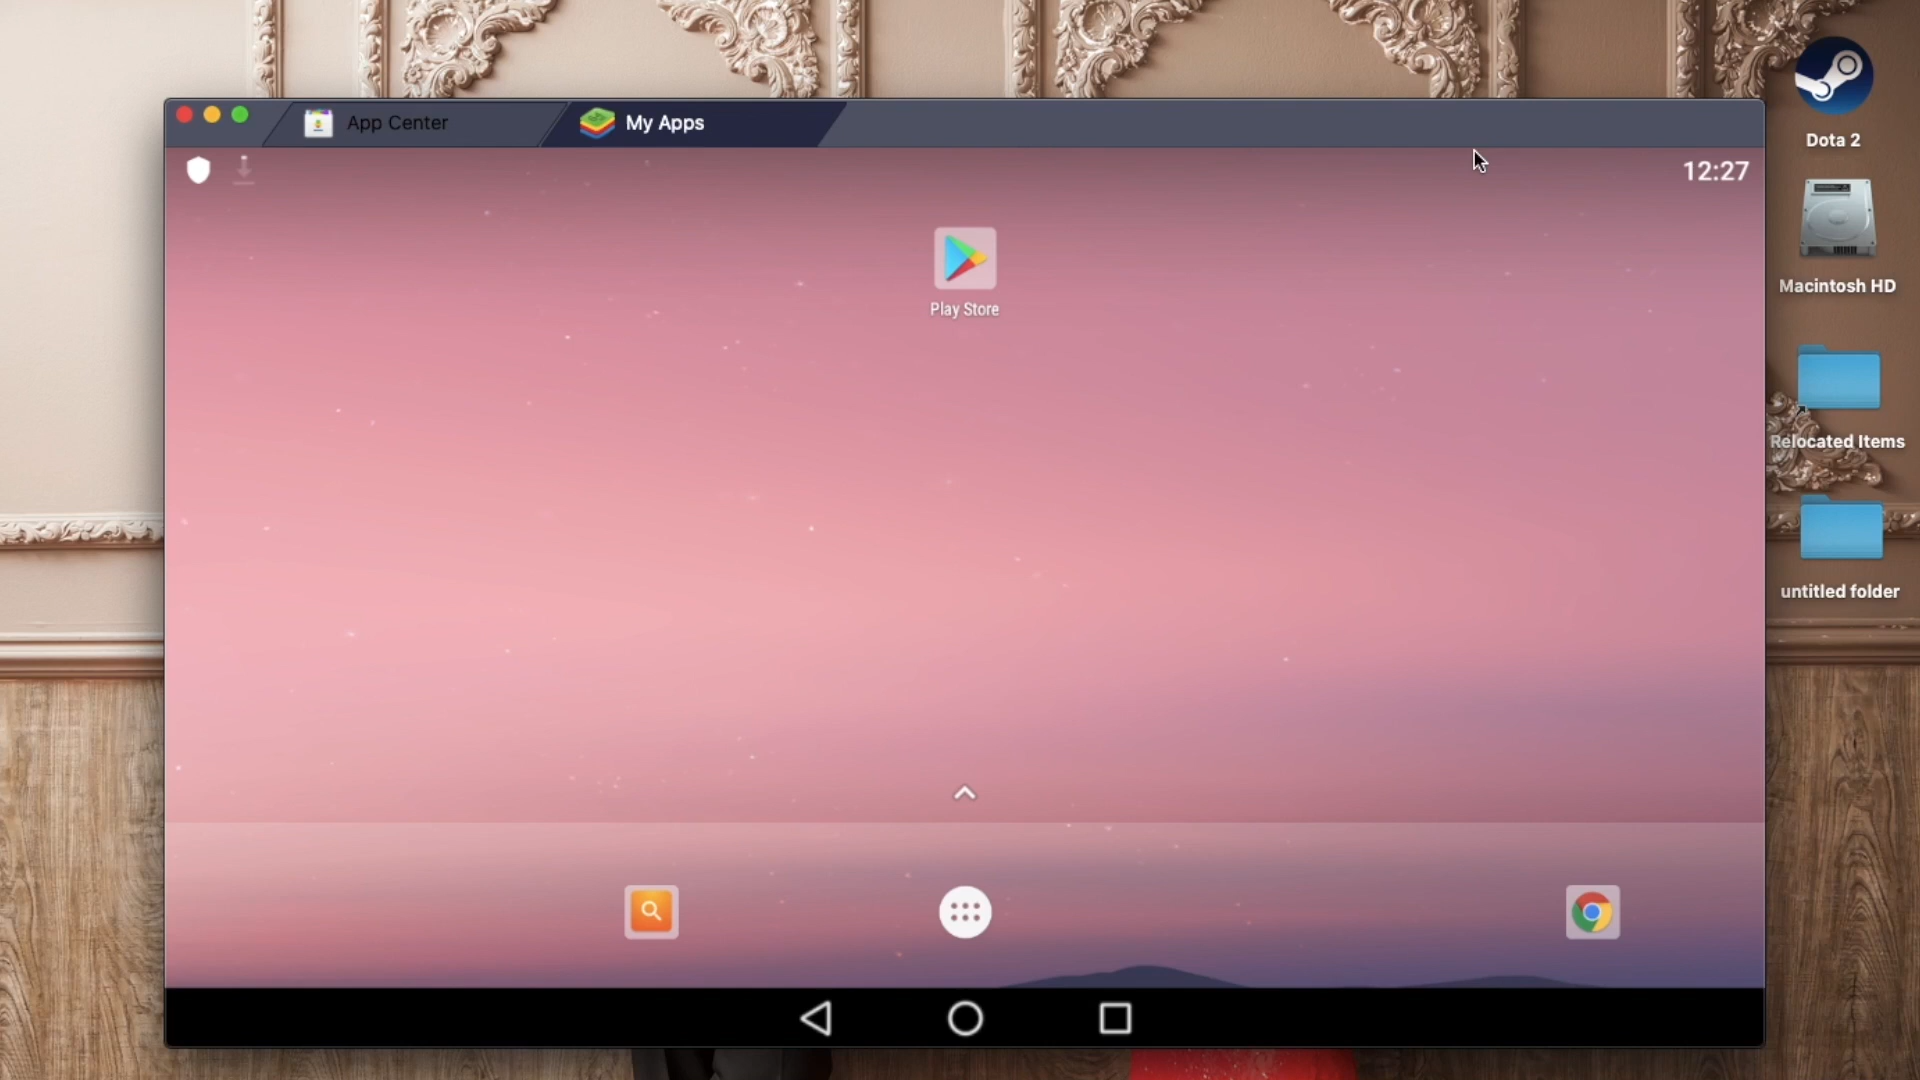 App Center
My Apps
12:27
Play Store
Dota 2
Macintosh HD
Relocated Items
untitled folder